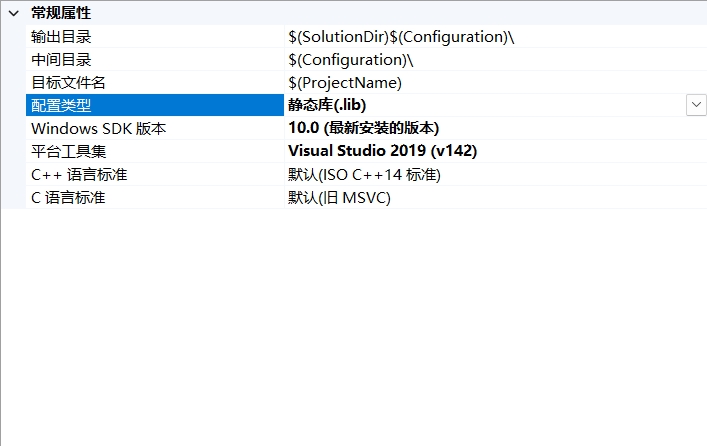 常规属性
输出目录 $(SolutionDir)$(Configuration)\
中间目录 $(Configuration)\
目标文件名 $(ProjectName)
配置类型 静态库(.lib)
Windows SDK 版本 10.0 (最新安装的版本)
平台工具集 Visual Studio 2019 (v142)
C++ 语言标准 默认(ISO C++14 标准)
C 语言标准 默认(旧 MSVC)